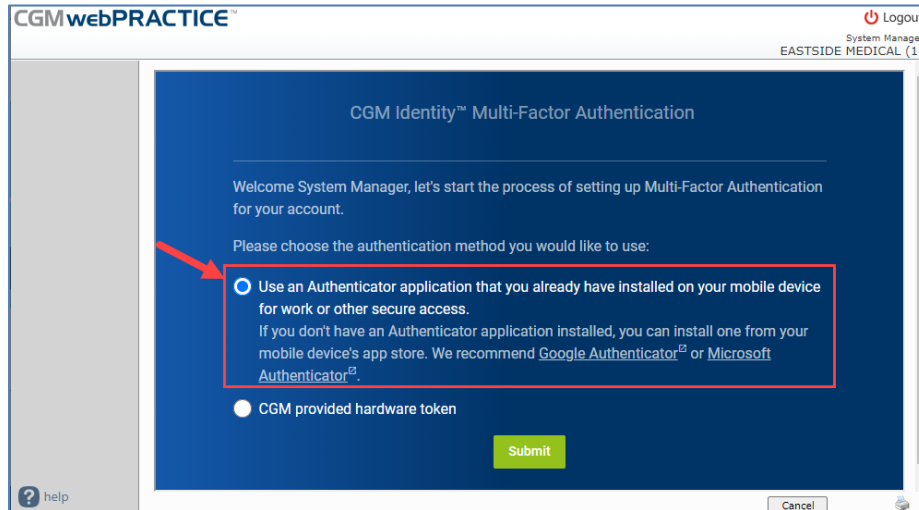 CGM webPRACTICE™
Logou
System Manage
EASTSIDE MEDICAL (1
CGM Identity™ Multi-Factor Authentication
Welcome System Manager, let's start the process of setting up Multi-Factor Authentication
for your account.
Please choose the authentication method you would like to use:
Use an Authenticator application that you already have installed on your mobile device
for work or other secure access.
If you don't have an Authenticator application installed, you can install one from your
mobile device's app store. We recommend Google Authenticator or Microsoft
Authenticator.
CGM provided hardware token
Submit
help
Cancel